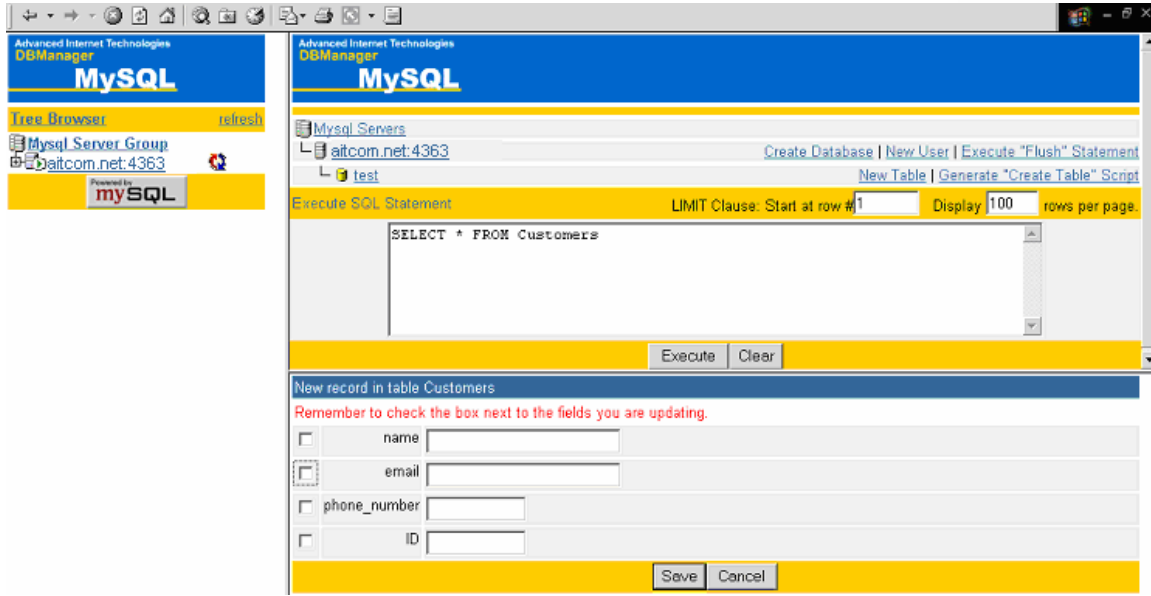 Advanced Internet Technologies
DBManager
MySQL
Tree Browser refresh
Mysql Server Group
aitcom.net:4363
Powered by
mySQL
Advanced Internet Technologies
DBManager
MySQL
Mysql Servers
aitcom.net:4363 Create Database | New User | Execute "Flush" Statement
test New Table | Generate "Create Table" Script
Execute SQL Statement LIMIT Clause: Start at row # 1 Display 100 rows per page.
SELECT * FROM Customers
Execute Clear
New record in table Customers
Remember to check the box next to the fields you are updating.
name
email
phone_number
ID
Save Cancel